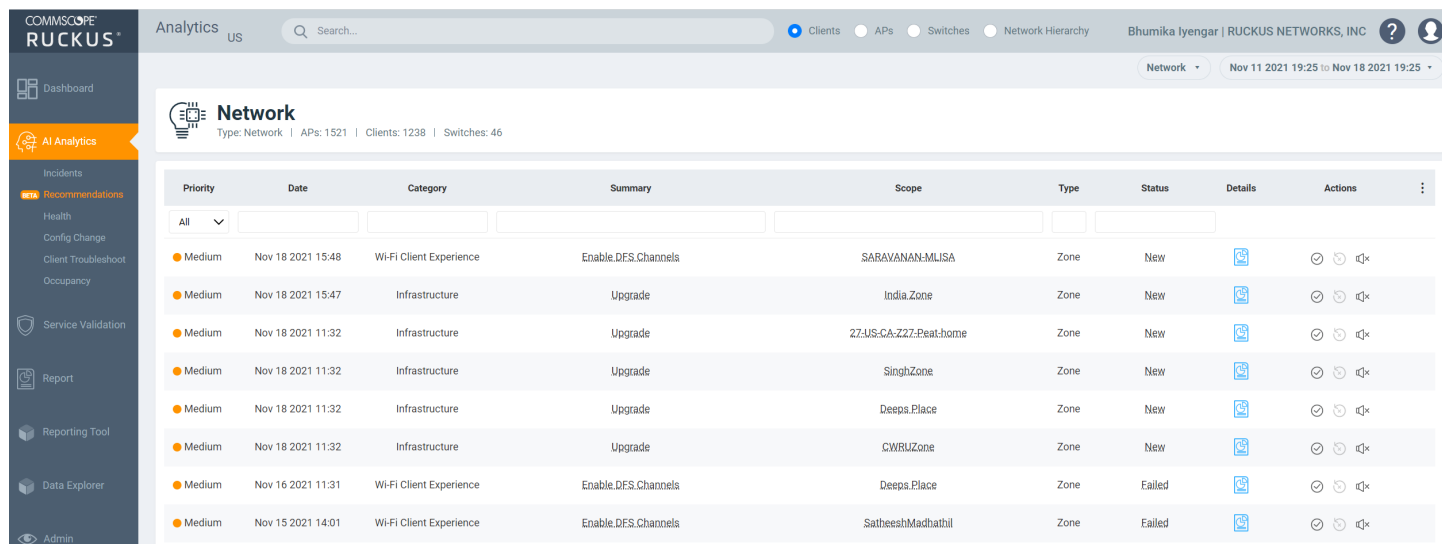 COMMSCOPE®
RUCKUS®
Analytics US
Search...
Clients APs Switches Network Hierarchy
Bhumika Iyengar | RUCKUS NETWORKS, INC ?
Network Nov 11 2021 19:25 to Nov 18 2021 19:25
Dashboard
AI Analytics
Incidents
BETA Recommendations
Health
Config Change
Client Troubleshoot
Occupancy
Service Validation
Report
Reporting Tool
Data Explorer
Admin
Network
Type: Network | APs: 1521 | Clients: 1238 | Switches: 46
Priority Date Category Summary Scope Type Status Details Actions
All
Medium Nov 18 2021 15:48 Wi-Fi Client Experience Enable DFS Channels SARAVANAN-MLISA Zone New
Medium Nov 18 2021 15:47 Infrastructure Upgrade India Zone Zone New
Medium Nov 18 2021 11:32 Infrastructure Upgrade 27-US-CA-Z27-Peat-home Zone New
Medium Nov 18 2021 11:32 Infrastructure Upgrade SinghZone Zone New
Medium Nov 18 2021 11:32 Infrastructure Upgrade Deeps Place Zone New
Medium Nov 18 2021 11:32 Infrastructure Upgrade CWRUZone Zone New
Medium Nov 16 2021 11:31 Wi-Fi Client Experience Enable DFS Channels Deeps Place Zone Failed
Medium Nov 15 2021 14:01 Wi-Fi Client Experience Enable DFS Channels SatheeshMadhathil Zone Failed